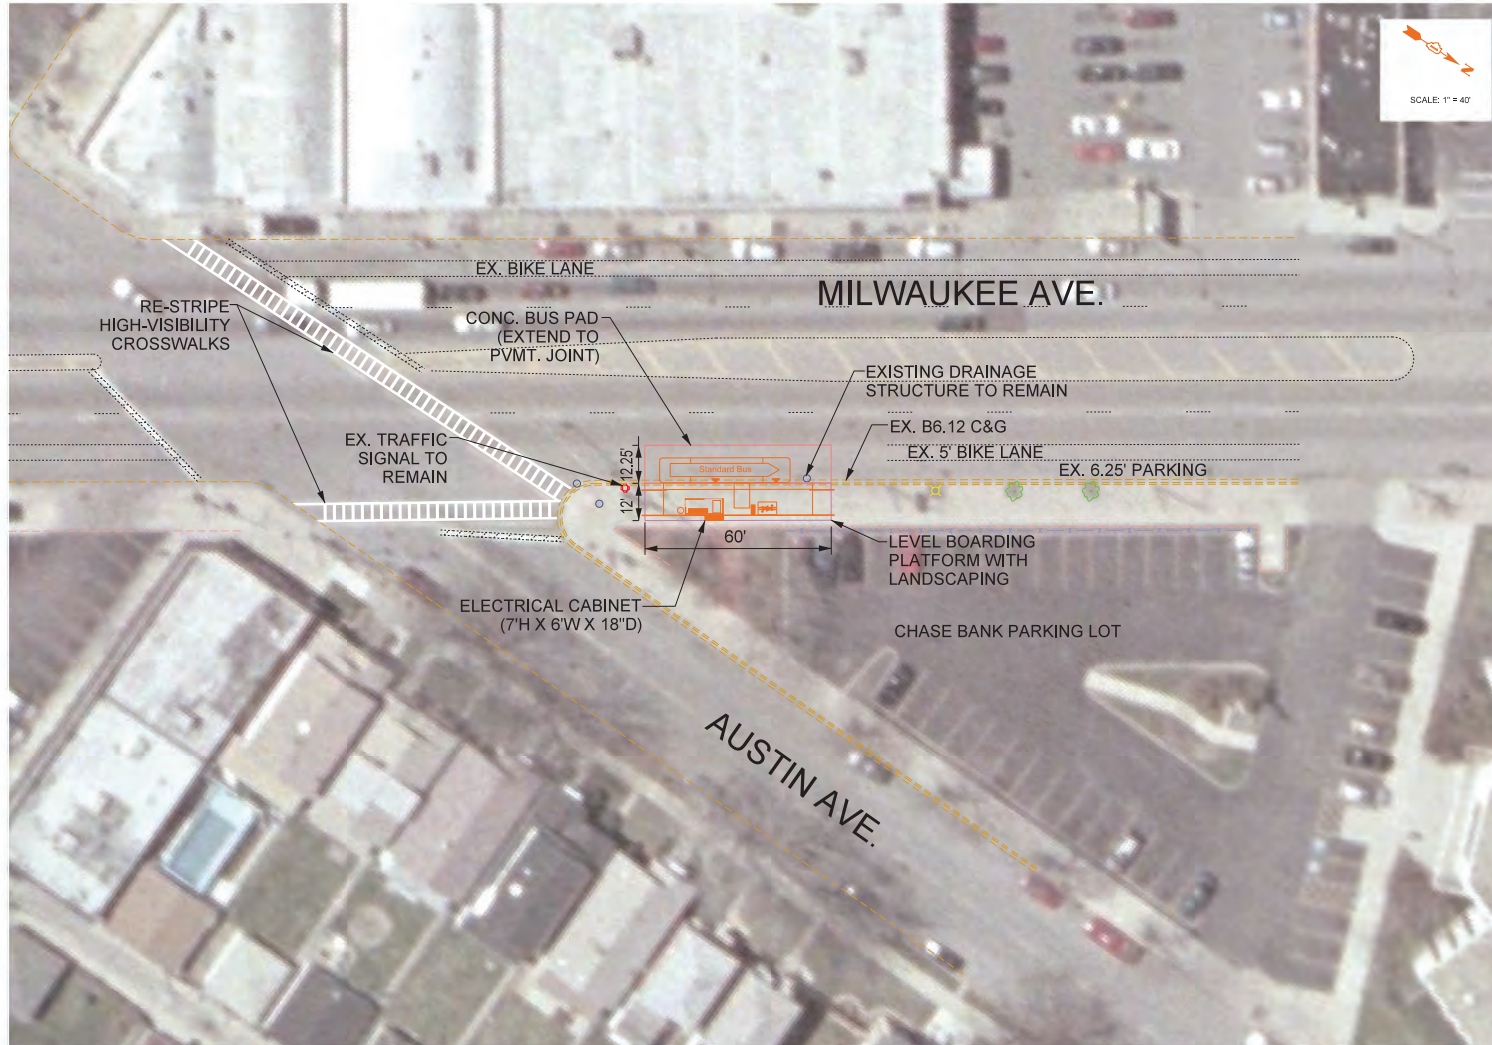 N
SCALE: 1" = 40'
EX. BIKE LANE
MILWAUKEE AVE.
RE-STRIPE
HIGH-VISIBILITY
CROSSWALKS
CONC. BUS PAD
(EXTEND TO
PVMT. JOINT)
EXISTING DRAINAGE
STRUCTURE TO REMAIN
EX. B6.12 C&G
EX. TRAFFIC
SIGNAL TO
REMAIN
EX. 5' BIKE LANE
EX. 6.25' PARKING
12.25'
Standard Bus
12'
60'
LEVEL BOARDING
PLATFORM WITH
LANDSCAPING
ELECTRICAL CABINET
(7'H X 6'W X 18"D)
CHASE BANK PARKING LOT
AUSTIN AVE.